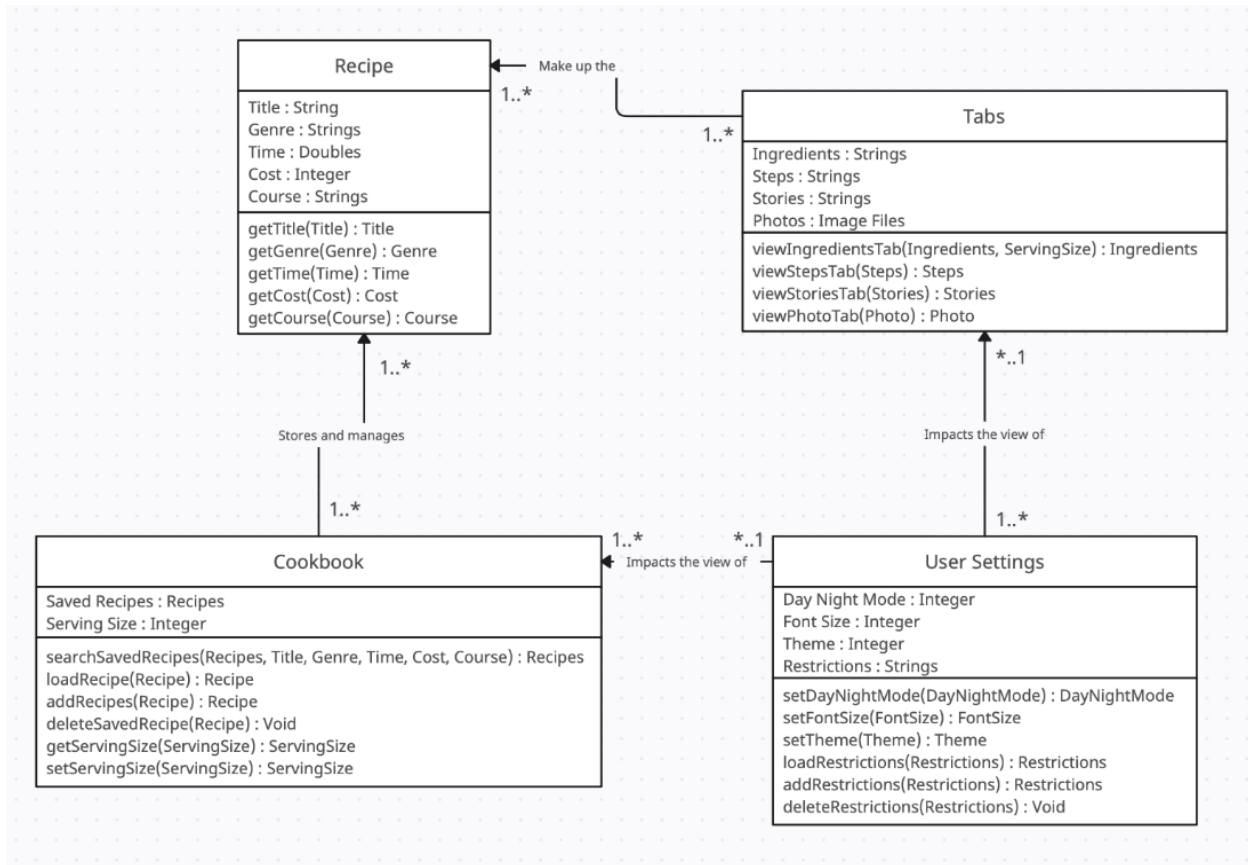 Recipe
Title : String
Genre : Strings
Time : Doubles
Cost : Integer
Course : Strings
getTitle(Title) : Title
getGenre(Genre) : Genre
getTime(Time) : Time
getCost(Cost) : Cost
getCourse(Course) : Course
Make up the
1..*
1..*
Tabs
Ingredients : Strings
Steps : Strings
Stories : Strings
Photos : Image Files
viewIngredientsTab(Ingredients, ServingSize) : Ingredients
viewStepsTab(Steps) : Steps
viewStoriesTab(Stories) : Stories
viewPhotoTab(Photo) : Photo
1..*
Stores and manages
1..*
*..1
Impacts the view of
1..*
Cookbook
Saved Recipes : Recipes
Serving Size : Integer
searchSavedRecipes(Recipes, Title, Genre, Time, Cost, Course) : Recipes
loadRecipe(Recipe) : Recipe
addRecipes(Recipe) : Recipe
deleteSavedRecipe(Recipe) : Void
getServingSize(ServingSize) : ServingSize
setServingSize(ServingSize) : ServingSize
1..*
*..1
Impacts the view of
User Settings
Day Night Mode : Integer
Font Size : Integer
Theme : Integer
Restrictions : Strings
setDayNightMode(DayNightMode) : DayNightMode
setFontSize(FontSize) : FontSize
setTheme(Theme) : Theme
loadRestrictions(Restrictions) : Restrictions
addRestrictions(Restrictions) : Restrictions
deleteRestrictions(Restrictions) : Void